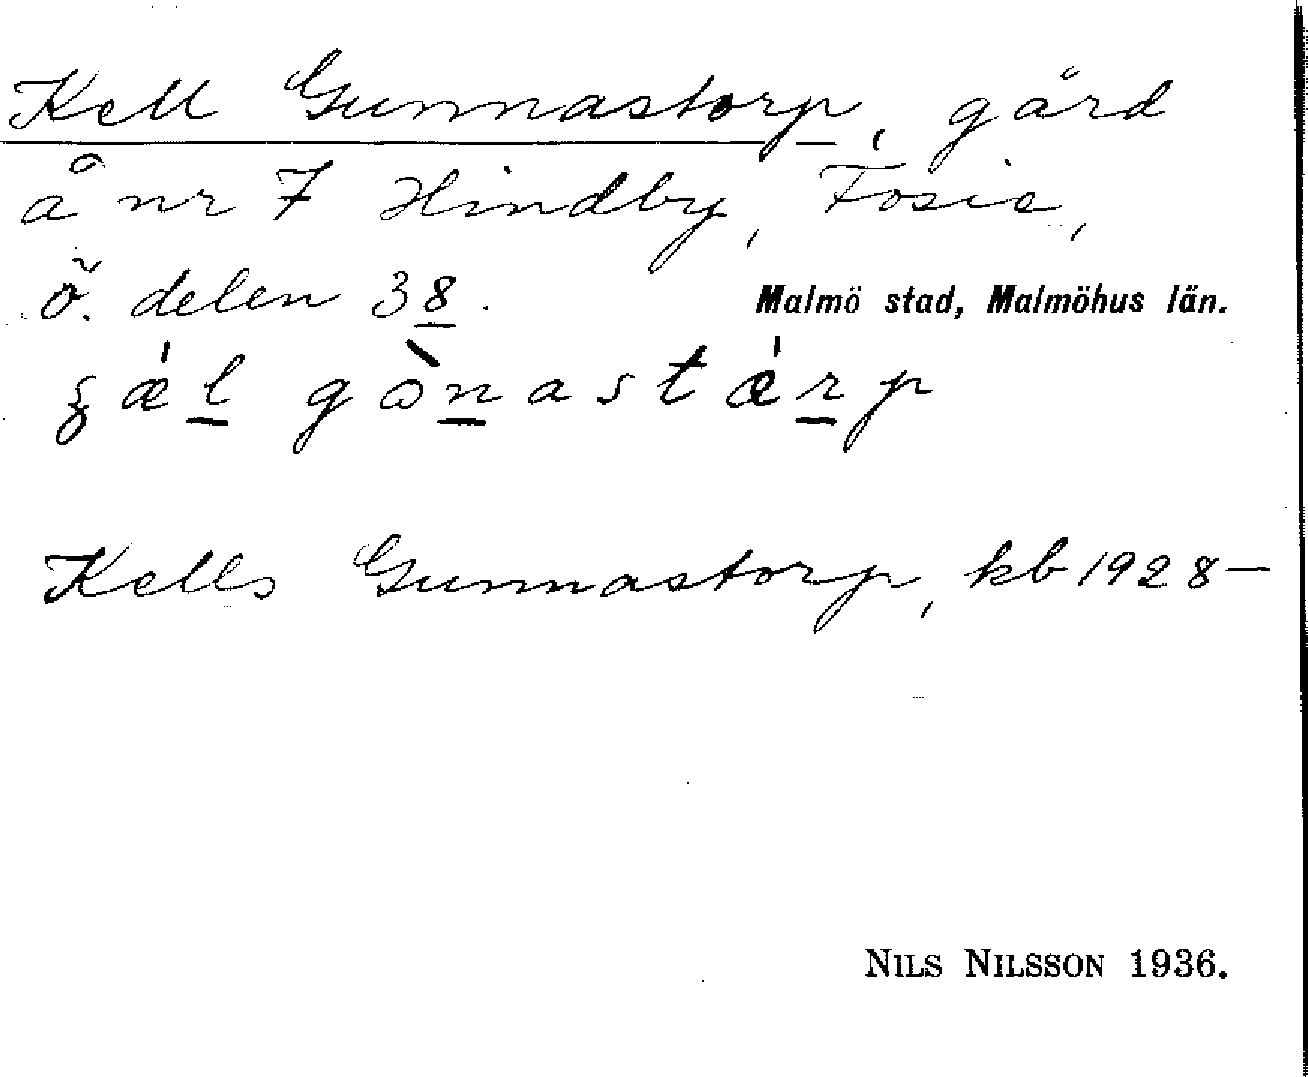 Kell Gunnastorp, gård
å nr 7 Hindby, Fosie,
ö. delen 38.
Malmö stad, Malmöhus län.
Kells Gunnastorp, kb 1928–
NILS NILSSON 1936.